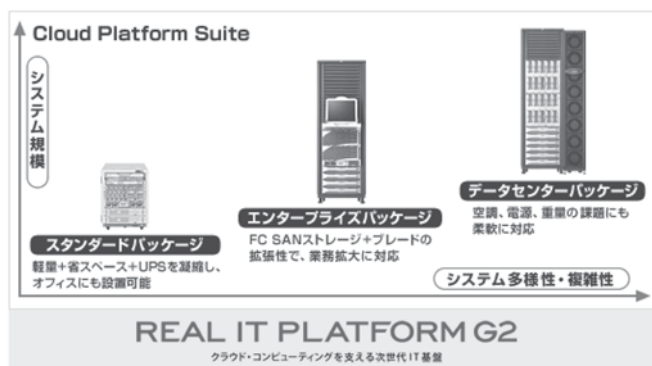 Cloud Platform Suite
システム規模
データセンターパッケージ
空調、電源、重量の課題にも
柔軟に対応
エンタープライズパッケージ
FC SANストレージ+ブレードの
拡張性で、業務拡大に対応
スタンダードパッケージ
軽量+省スペース+UPSを凝縮し、
オフィスにも設置可能
システム多様性・複雑性
REAL IT PLATFORM G2
クラウド・コンピューティングを支える次世代IT基盤